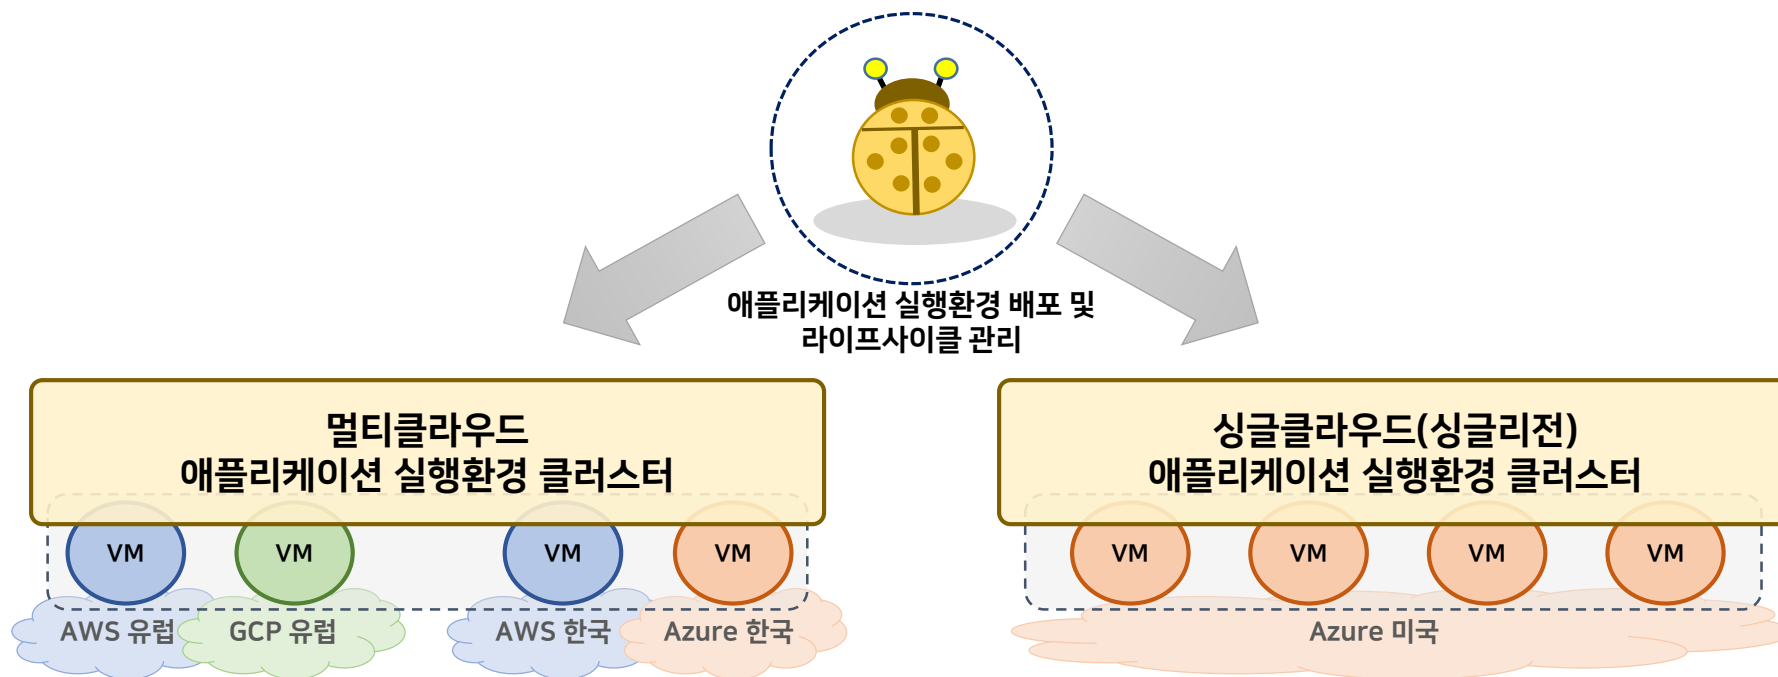 애플리케이션 실행환경 배포 및
라이프사이클 관리
멀티클라우드
애플리케이션 실행환경 클러스터
VM
VM
VM
VM
AWS 유럽
GCP 유럽
AWS 한국
Azure 한국
싱글클라우드(싱글리전)
애플리케이션 실행환경 클러스터
VM
VM
VM
VM
Azure 미국